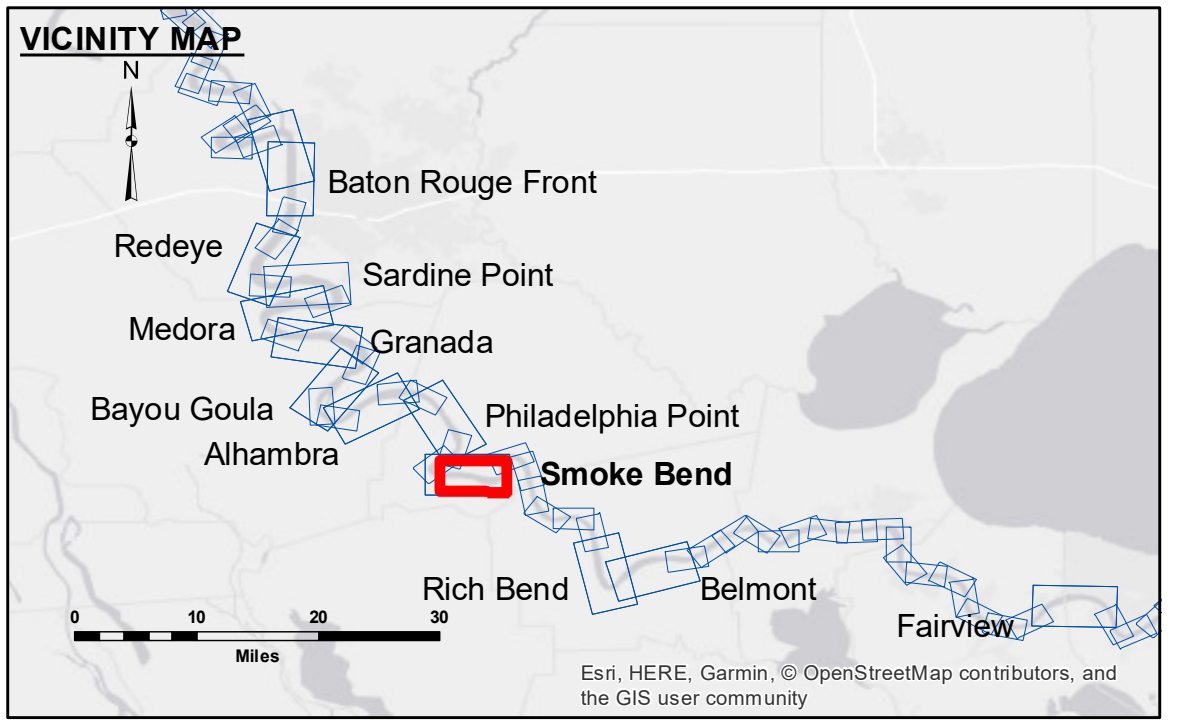 VICINITY MAP
N
Baton Rouge Front
Redeye
Sardine Point
Medora
Granada
Bayou Goula
Philadelphia Point
Alhambra
Smoke Bend
Rich Bend
Belmont
Fairview
0 10 20 30
Miles
Esri, HERE, Garmin, © OpenStreetMap contributors, and
the GIS user community